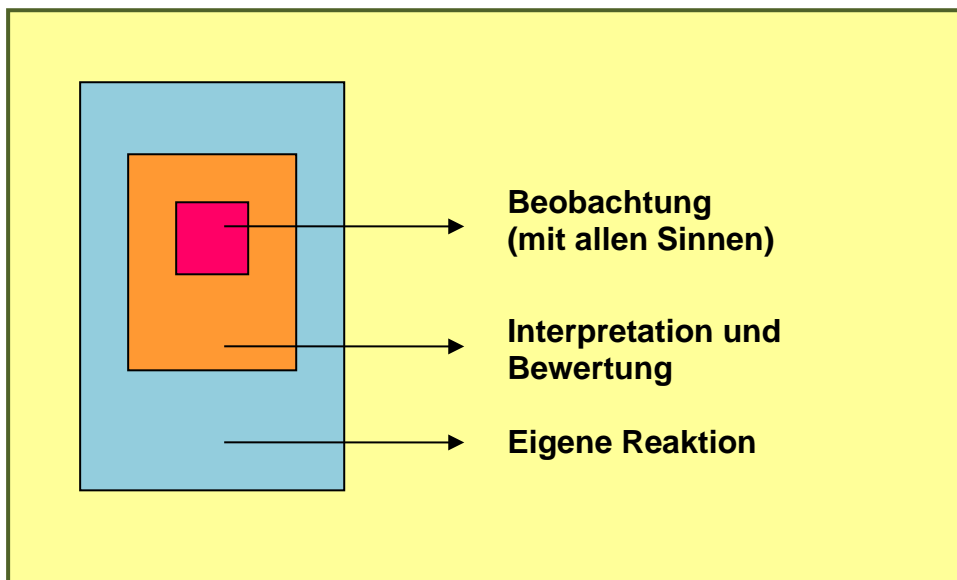 Beobachtung
(mit allen Sinnen)
Interpretation und
Bewertung
Eigene Reaktion